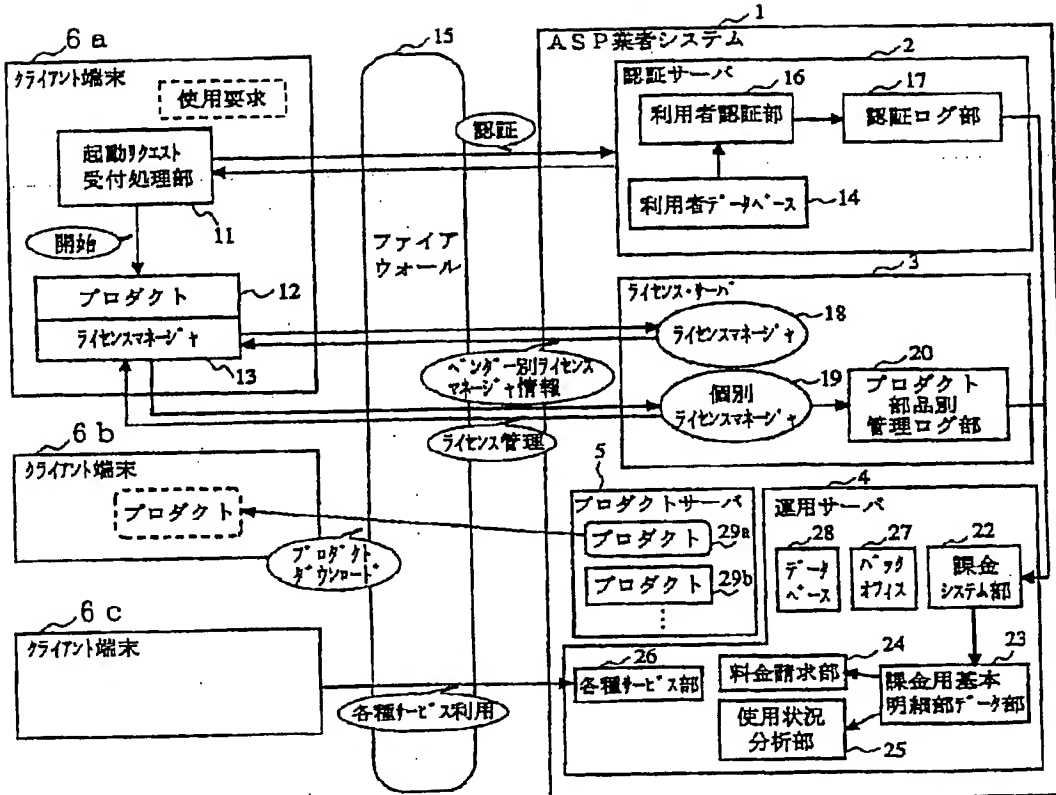 1
ASP業者システム
6a
クライアント端末
使用要求
起動リクエスト
受付処理部
11
開始
プロダクト
12
ライセンスマネージャ
13
15
ファイア
ウォール
認証
2
認証サーバ
16
利用者認証部
17
認証ログ部
利用者データベース
14
3
ライセンス・サーバ
18
ライセンスマネージャ
ベンダー別ライセンス
マネージャ情報
19
個別
ライセンスマネージャ
20
プロダクト
部品別
管理ログ部
ライセンス管理
6b
クライアント端末
プロダクト
プロダクト
ダウンロード
5
プロダクトサーバ
プロダクト
29a
プロダクト
29b
⋮
4
運用サーバ
28
データ
ベース
27
バック
オフィス
22
課金
システム部
6c
クライアント端末
各種サービス利用
26
各種サービス部
24
料金請求部
23
課金用基本
明細部データ部
使用状況
分析部
25